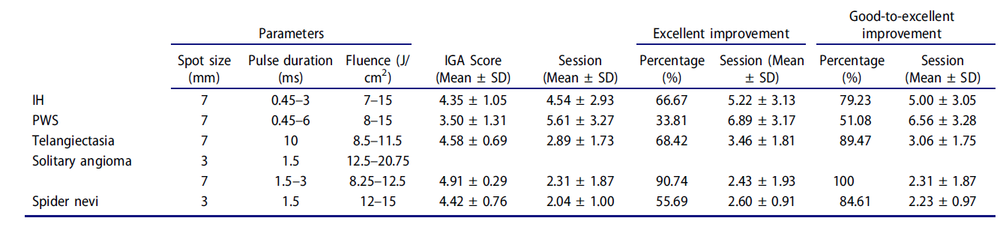 Parameters Excellent improvement Good-to-excellent improvement
Spot size (mm) Pulse duration (ms) Fluence (J/cm²) IGA Score (Mean ± SD) Session (Mean ± SD) Percentage (%) Session (Mean ± SD) Percentage (%) Session (Mean ± SD)
IH 7 0.45–3 7–15 4.35 ± 1.05 4.54 ± 2.93 66.67 5.22 ± 3.13 79.23 5.00 ± 3.05
PWS 7 0.45–6 8–15 3.50 ± 1.31 5.61 ± 3.27 33.81 6.89 ± 3.17 51.08 6.56 ± 3.28
Telangiectasia 7 10 8.5–11.5 4.58 ± 0.69 2.89 ± 1.73 68.42 3.46 ± 1.81 89.47 3.06 ± 1.75
Solitary angioma 3 1.5 12.5–20.75
7 1.5–3 8.25–12.5 4.91 ± 0.29 2.31 ± 1.87 90.74 2.43 ± 1.93 100 2.31 ± 1.87
Spider nevi 3 1.5 12–15 4.42 ± 0.76 2.04 ± 1.00 55.69 2.60 ± 0.91 84.61 2.23 ± 0.97